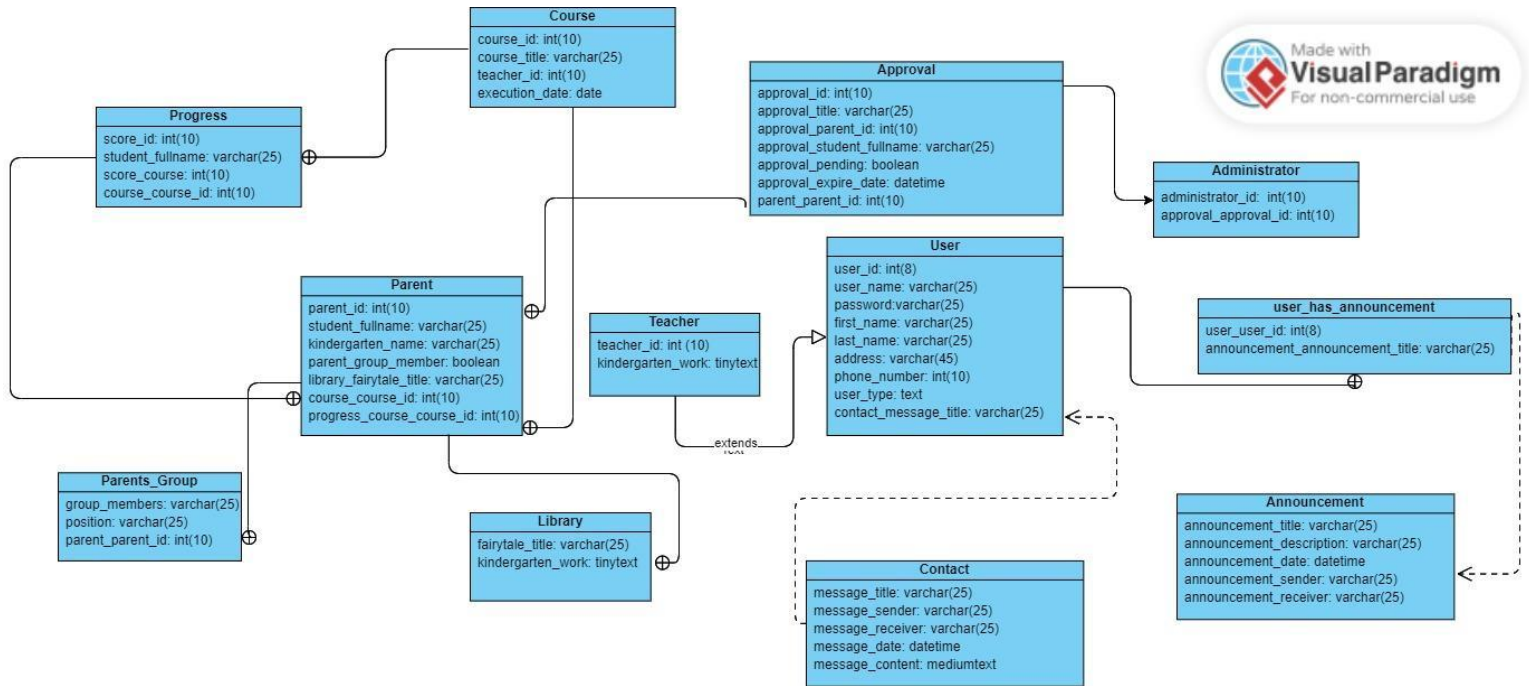 Course
course_id: int(10)
course_title: varchar(25)
teacher_id: int(10)
execution_date: date
Made with
Visual Paradigm
For non-commercial use
Approval
approval_id: int(10)
approval_title: varchar(25)
approval_parent_id: int(10)
approval_student_fullname: varchar(25)
approval_pending: boolean
approval_expire_date: datetime
parent_parent_id: int(10)
Progress
score_id: int(10)
student_fullname: varchar(25)
score_course: int(10)
course_course_id: int(10)
Administrator
administrator_id: int(10)
approval_approval_id: int(10)
User
user_id: int(8)
user_name: varchar(25)
password:varchar(25)
first_name: varchar(25)
last_name: varchar(25)
address: varchar(45)
phone_number: int(10)
user_type: text
contact_message_title: varchar(25)
Parent
parent_id: int(10)
student_fullname: varchar(25)
kindergarten_name: varchar(25)
parent_group_member: boolean
library_fairytale_title: varchar(25)
course_course_id: int(10)
progress_course_course_id: int(10)
Teacher
teacher_id: int (10)
kindergarten_work: tinytext
user_has_announcement
user_user_id: int(8)
announcement_announcement_title: varchar(25)
extends
Parents_Group
group_members: varchar(25)
position: varchar(25)
parent_parent_id: int(10)
Library
fairytale_title: varchar(25)
kindergarten_work: tinytext
Announcement
announcement_title: varchar(25)
announcement_description: varchar(25)
announcement_date: datetime
announcement_sender: varchar(25)
announcement_receiver: varchar(25)
Contact
message_title: varchar(25)
message_sender: varchar(25)
message_receiver: varchar(25)
message_date: datetime
message_content: mediumtext